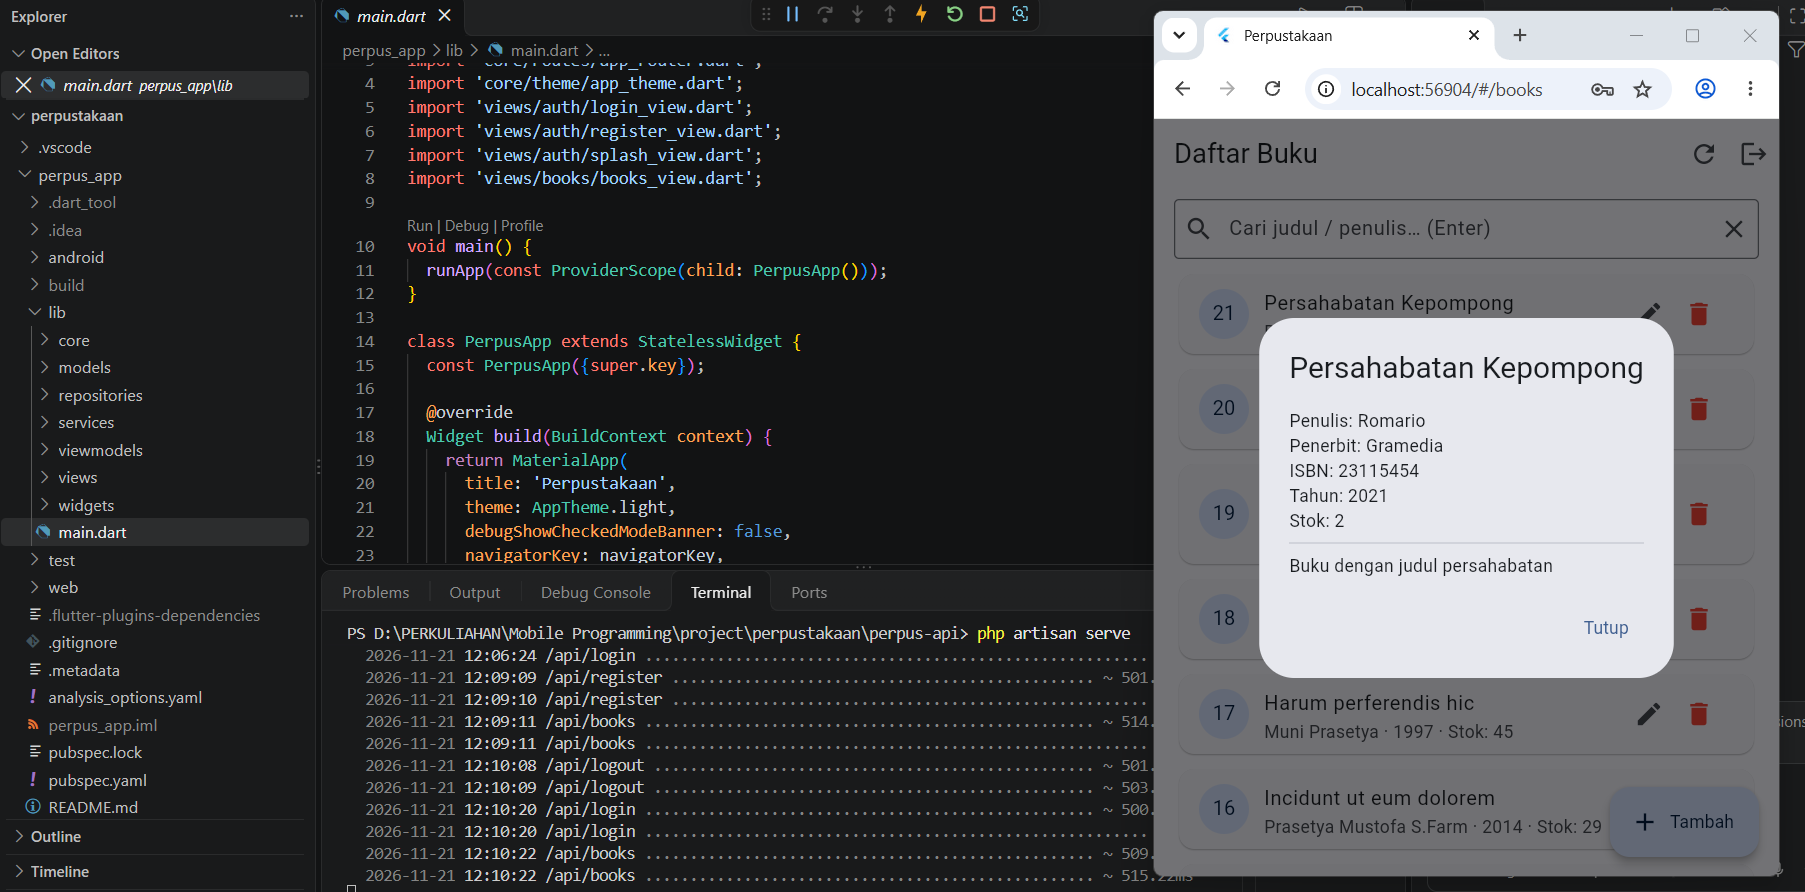 Explorer
Open Editors
main.dart perpus_app\lib
perpustakaan
.vscode
perpus_app
.dart_tool
.idea
android
build
lib
core
models
repositories
services
viewmodels
views
widgets
main.dart
test
web
.flutter-plugins-dependencies
.gitignore
.metadata
analysis_options.yaml
perpus_app.iml
pubspec.lock
pubspec.yaml
README.md
Outline
Timeline
main.dart
perpus_app > lib > main.dart > ...
3 import 'core/routes/app_router.dart';
4 import 'core/theme/app_theme.dart';
5 import 'views/auth/login_view.dart';
6 import 'views/auth/register_view.dart';
7 import 'views/auth/splash_view.dart';
8 import 'views/books/books_view.dart';
9
Run | Debug | Profile
10 void main() {
11 runApp(const ProviderScope(child: PerpusApp()));
12 }
13
14 class PerpusApp extends StatelessWidget {
15 const PerpusApp({super.key});
16
17 @override
18 Widget build(BuildContext context) {
19 return MaterialApp(
20 title: 'Perpustakaan',
21 theme: AppTheme.light,
22 debugShowCheckedModeBanner: false,
23 navigatorKey: navigatorKey,
Problems Output Debug Console Terminal Ports
PS D:\PERKULIAHAN\Mobile Programming\project\perpustakaan\perpus-api> php artisan serve
2026-11-21 12:06:24 /api/login ........................................................
2026-11-21 12:09:09 /api/register ............................................... ~ 501.
2026-11-21 12:09:10 /api/register .....................................................
2026-11-21 12:09:11 /api/books .................................................. ~ 514.
2026-11-21 12:09:11 /api/books ........................................................
2026-11-21 12:10:08 /api/logout ................................................. ~ 501.
2026-11-21 12:10:09 /api/logout ................................................. ~ 503.
2026-11-21 12:10:20 /api/login .................................................. ~ 500.
2026-11-21 12:10:20 /api/login ........................................................
2026-11-21 12:10:22 /api/books .................................................. ~ 509.
2026-11-21 12:10:22 /api/books .................................................. ~ 515.22ms
Perpustakaan
localhost:56904/#/books
Daftar Buku
Cari judul / penulis… (Enter)
21 Persahabatan Kepompong
20
19
18
Persahabatan Kepompong
Penulis: Romario
Penerbit: Gramedia
ISBN: 23115454
Tahun: 2021
Stok: 2
Buku dengan judul persahabatan
Tutup
17 Harum perferendis hic
Muni Prasetya · 1997 · Stok: 45
16 Incidunt ut eum dolorem
Prasetya Mustofa S.Farm · 2014 · Stok: 29
Tambah